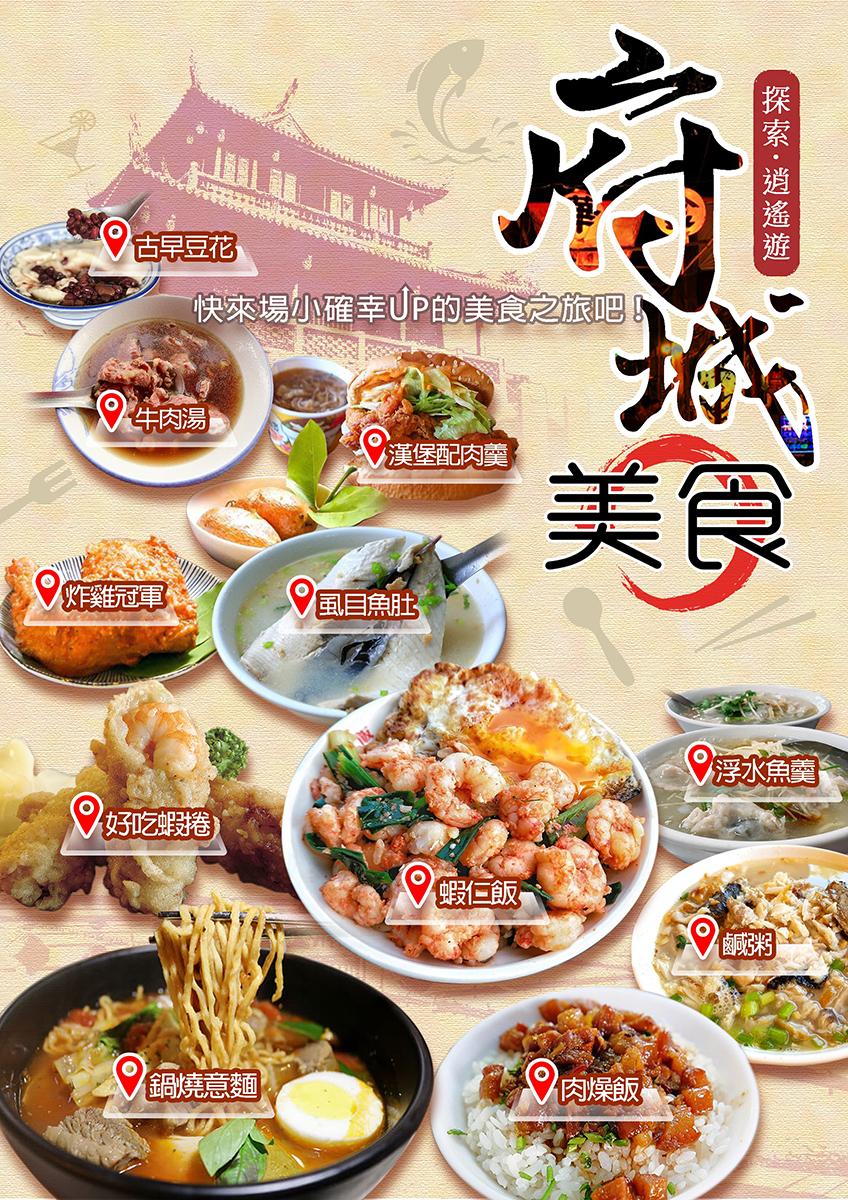 探索·逍遙遊
府城
美食
古早豆花
快來場小確幸UP的美食之旅吧！
牛肉湯
漢堡配肉羹
炸雞冠軍
虱目魚肚
浮水魚羹
好吃蝦捲
蝦仁飯
鹹粥
鍋燒意麵
肉燥飯